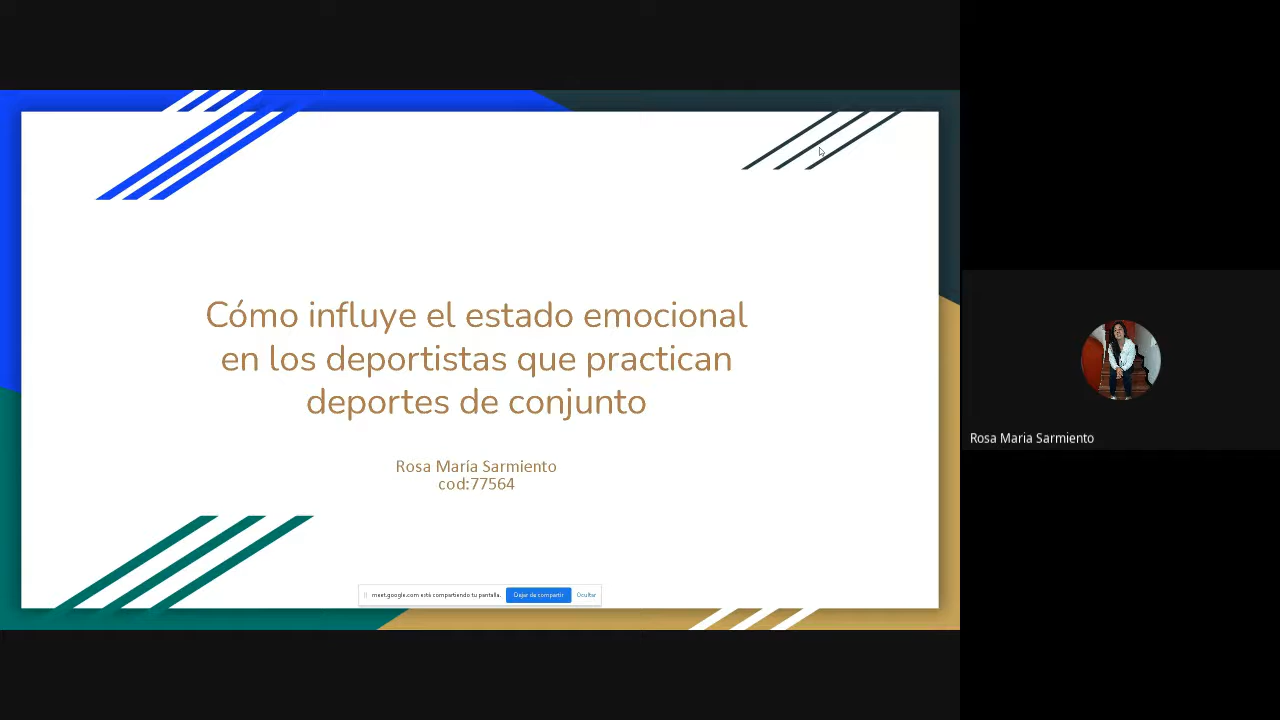 Cómo influye el estado emocional
en los deportistas que practican
deportes de conjunto
Rosa María Sarmiento
cod:77564
meet.google.com está compartiendo tu pantalla.
Dejar de compartir
Ocultar
Rosa Maria Sarmiento